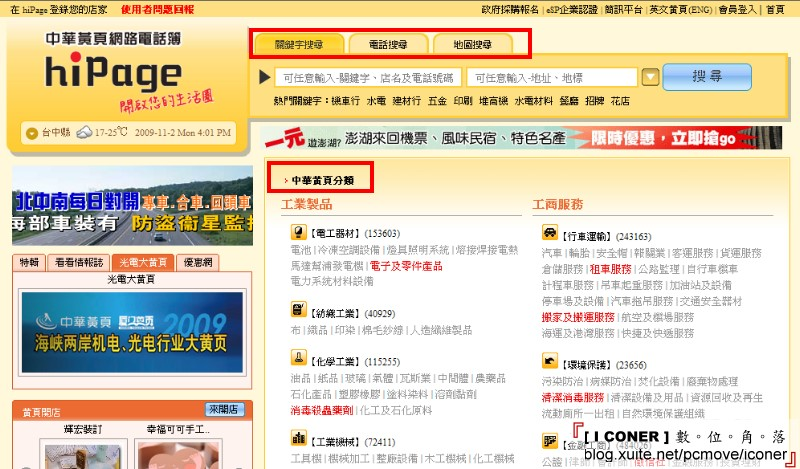 在 hiPage 登錄您的店家 使用者問題回報
政府採購報名 | eSP企業認證 | 簡訊平台 | 英文黃頁(ENG) | 會員登入 | 首頁
中華黃頁網路電話簿
hiPage
開啟您的生活圈
台中縣 17-25℃ 2009-11-2 Mon 4:01 PM
關鍵字搜尋 電話搜尋 地圖搜尋
可任意輸入-關鍵字、店名及電話號碼 可任意輸入-地址、地標 搜尋
熱門關鍵字：機車行 水電 建材行 五金 印刷 堆高機 水電材料 餐廳 招牌 花店
一元 遊澎湖? 澎湖來回機票、風味民宿、特色名產 限時優惠，立即搶go
北中南每日對開 專車.合車.回頭車
每部車裝有 防盜衛星監控
特輯 看看情報誌 光電大黃頁 優惠網
光電大黃頁
中華黃頁 2009
海峡两岸机电、光电行业大黄页
黃頁開店 來開店
輝宏裝訂 幸福可可手工..
中華黃頁分類
工業製品
【電工器材】(153603)
電池 | 冷凍空調設備 | 燈具照明系統 | 熔接焊接電熱
馬達幫浦發電機 | 電子及零件產品
電力系統材料設備
【紡織工業】(40929)
布 | 織品 | 印染 | 棉毛紗線 | 人造纖維製品
【化學工業】(115255)
油品 | 紙品 | 玻璃 | 氣體 | 瓦斯業 | 中間體 | 農藥品
石化產品 | 塑膠橡膠 | 塗料染料 | 溶劑黏劑
消毒殺蟲藥劑 | 化工及石化原料
【工業機械】(72411)
工具機 | 機械加工 | 整廠設備 | 木工機械
工商服務
【行車運輸】(243163)
汽車 | 輪胎 | 安全帽 | 報關業 | 客運服務 | 貨運服務
倉儲服務 | 租車服務 | 公路監理 | 自行車機車
計程車服務 | 吊車起重服務 | 加油站及設備
停車場及設備 | 汽車拖吊服務 | 交通安全器材
搬家及搬運服務 | 航空及機場服務
海運及港灣服務 | 快捷及快遞服務
【環境保護】(23656)
污染防治 | 病媒防治 | 焚化設備 | 廢棄物處理
清潔消毒服務 | 清潔設備及用品 | 資源回收及再生
流動廁所一出租 | 自然環境保護組織
【金融工商】(484026)
『[ I CONER ] 數。位。角。落
blog.xuite.net/pcmove/iconer』